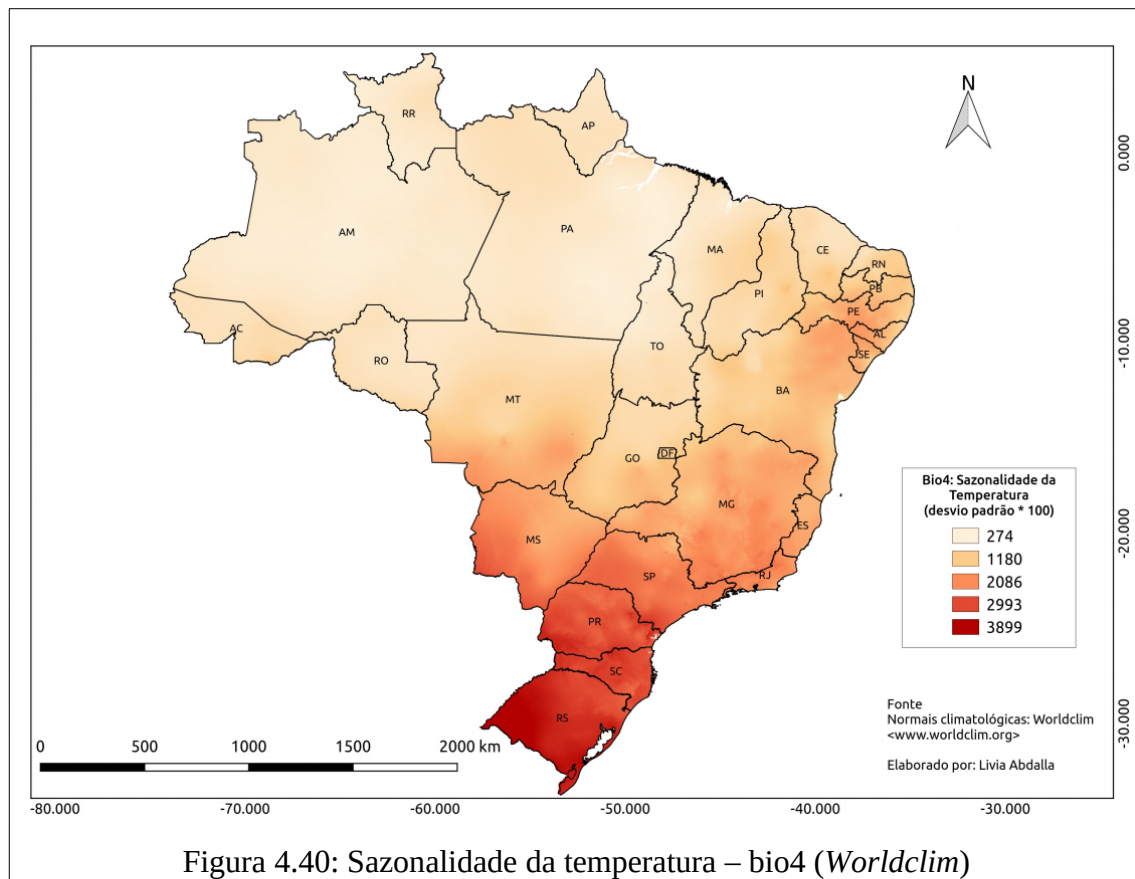 N
RR
AP
AM
PA
MA
CE
RN
PB
PI
PE
AL
SE
AC
TO
RO
BA
MT
GO
DF
MG
ES
MS
SP
RJ
PR
SC
RS
0.000
-10.000
-20.000
-30.000
Bio4: Sazonalidade da
Temperatura
(desvio padrão * 100)
274
1180
2086
2993
3899
Fonte
Normais climatológicas: Worldclim
<www.worldclim.org>
Elaborado por: Livia Abdalla
0 500 1000 1500 2000 km
-80.000 -70.000 -60.000 -50.000 -40.000 -30.000
Figura 4.40: Sazonalidade da temperatura – bio4 (Worldclim)